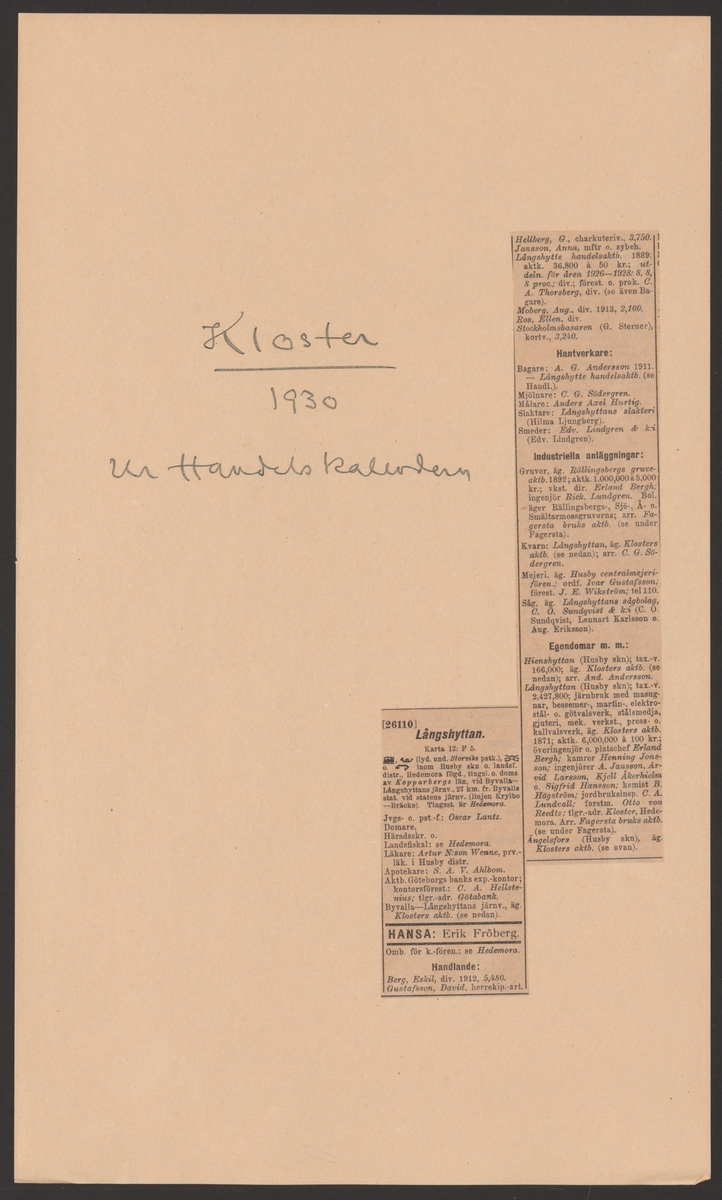 Kloster
1930
Ur Handelskalendern
[26110]
Långshyttan.
Karta 12: F 5.
(lyd. und. Storviks pstk.),
o. inom Husby skn o. landsf.
distr., Hedemora fögd., tingsl. o. doms.
av Kopparbergs län, vid Byvalla—
Långshyttans järnv., 27 km. fr. Byvalla
stat. vid statens järnv. (linjen Krylbo
—Bräcke). Tingsst. är Hedemora.
Jvgs- o. pst.-f.: Oscar Lantz.
Domare,
Häradsskr. o.
Landsfiskal: se Hedemora.
Läkare: Artur N:son Wenne, prv.-
läk. i Husby distr.
Apotekare: S. A. V. Ahlbom.
Aktb. Göteborgs banks exp.-kontor;
kontorsförest.: C. A. Hellste-
nius; tlgr.-adr. Götabank.
Byvalla—Långshyttans järnv., äg.
Klosters aktb. (se nedan).
HANSA: Erik Fröberg.
Omb. för k.-fören.: se Hedemora.
Handlande:
Berg, Eskil, div. 1912, 5,480.
Gustafsson, David, herrekip.-art.
Hellberg, G., charkuteriv., 3,750.
Jansson, Anna, mftr o. sybeh.
Långshytte handelsaktb. 1889;
aktk. 36,800 à 50 kr.; ut-
deln. för åren 1926—1928: 8, 8,
8 proc.; div.; förest. o. prok. C.
A. Thorsberg, div. (se även Ba-
gare).
Moberg, Aug., div. 1913, 2,100.
Ros, Ellen, div.
Stockholmsbasaren (G. Sterner),
kortv., 3,240.
Hantverkare:
Bagare: A. G. Andersson 1911.
— Långshytte handelsaktb. (se
Handl.).
Mjölnare: C. G. Södergren.
Målare: Anders Axel Hurtig.
Slaktare: Långshyttans slakteri
(Hilma Ljungberg).
Smeder: Edv. Lindgren & k:i
(Edv. Lindgren).
Industriella anläggningar:
Gruvor, äg. Rällingsbergs gruve-
aktb. 1892; aktk. 1,000,000 à 5,000
kr.; vkst. dir. Erland Bergh;
ingenjör Rich. Lundgren. Bol.
äger Rällingsbergs-, Sjö-, Å- o.
Smältarmossgruvorna; arr. Fa-
gersta bruks aktb. (se under
Fagersta).
Kvarn: Långshyttan, äg. Klosters
aktb. (se nedan); arr. C. G. Sö-
dergren.
Mejeri, äg. Husby centralmejeri-
fören.; ordf. Ivar Gustafsson;
förest. J. E. Wikström; tel 110.
Såg, äg. Långshyttans sågbolag,
C. O. Sundqvist & k:i (C. O.
Sundqvist, Lennart Karlsson o.
Aug. Eriksson).
Egendomar m. m.:
Hienshyttan (Husby skn); tax.-v.
166,000; äg. Klosters aktb. (se
nedan); arr. And. Andersson.
Långshyttan (Husby skn); tax.-v.
2,427,800; järnbruk med masug-
nar, bessemer-, martin-, elektro-
stål- o. götvalsverk, stålsmedja,
gjuteri, mek. verkst., press- o.
kallvalsverk, äg. Klosters aktb.
1871; aktk. 6,000,000 à 100 kr.;
överingenjör o. platschef Erland
Bergh; kamrer Henning Jons-
son; ingenjörer A. Jansson, Ar-
vid Larsson, Kjell Åkerhielm
o. Sigfrid Hansson; kemist B.
Högström; jordbruksinsp. C. A.
Lundvall; forstm. Otto von
Reedtz; tlgr.-adr. Kloster, Hede-
mora. Arr. Fagersta bruks aktb.
(se under Fagersta).
Ängelsfors (Husby skn), äg.
Klosters aktb. (se ovan).